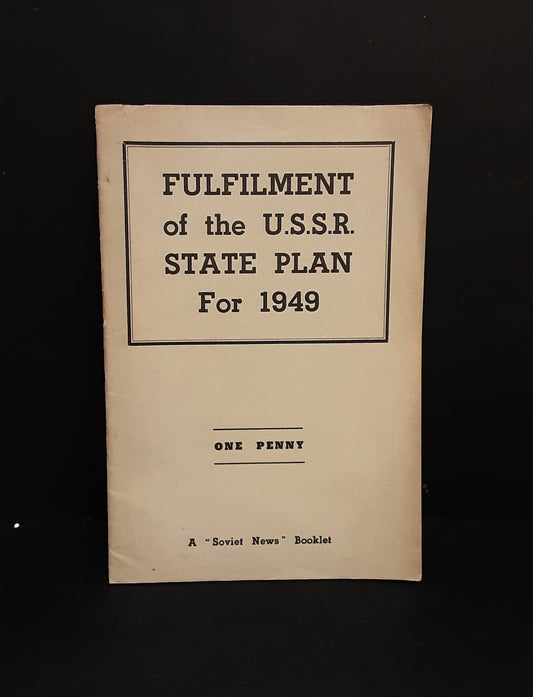 FULFILMENT
of the U.S.S.R.
STATE PLAN
For 1949
ONE PENNY
A "Soviet News" Booklet